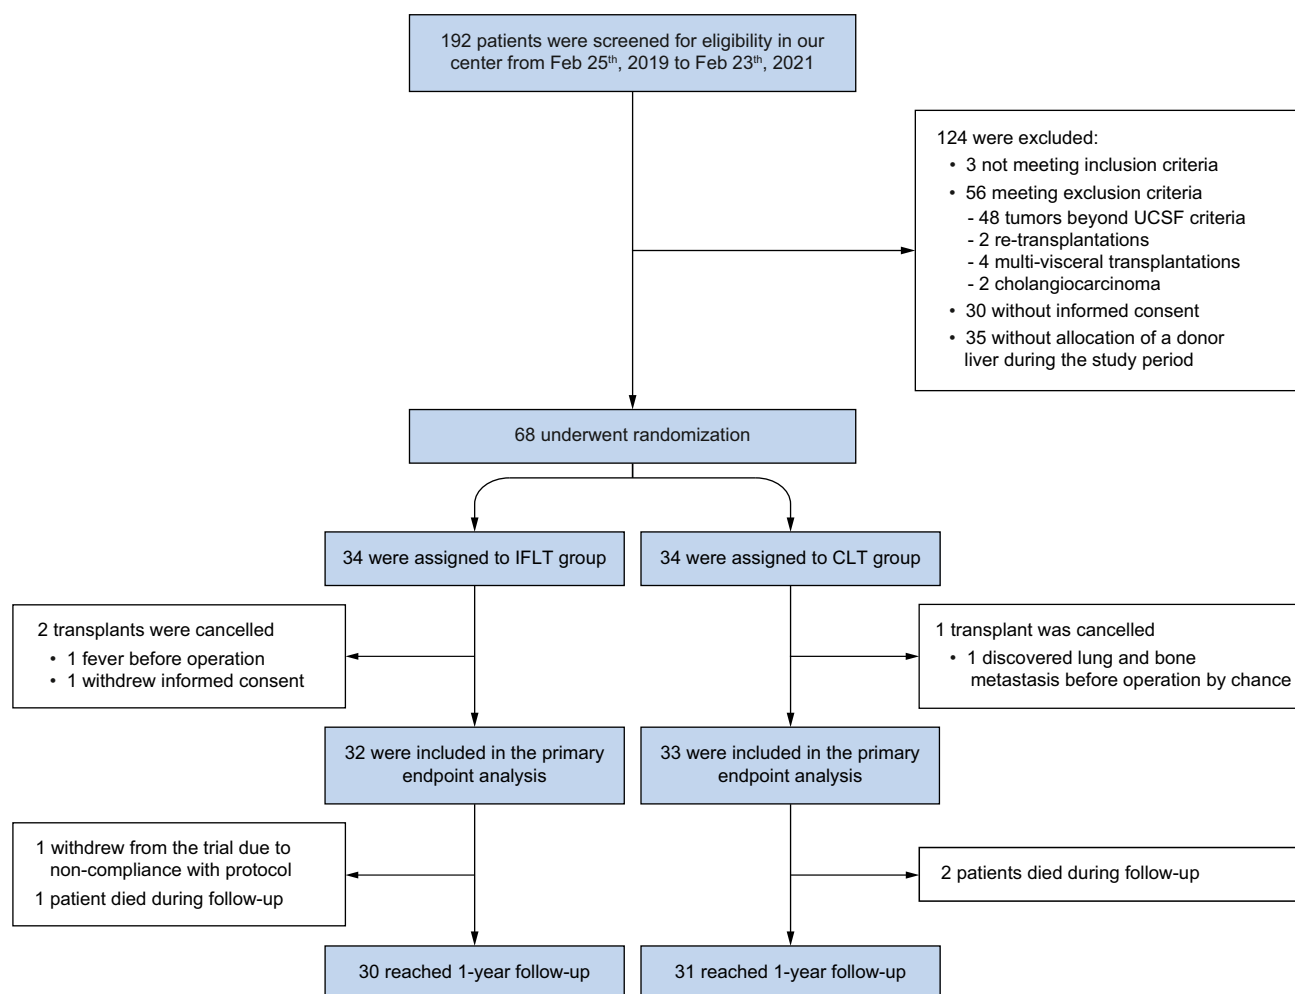 192 patients were screened for eligibility in our
center from Feb 25th, 2019 to Feb 23th, 2021
124 were excluded:
• 3 not meeting inclusion criteria
• 56 meeting exclusion criteria
- 48 tumors beyond UCSF criteria
- 2 re-transplantations
- 4 multi-visceral transplantations
- 2 cholangiocarcinoma
• 30 without informed consent
• 35 without allocation of a donor
liver during the study period
68 underwent randomization
34 were assigned to IFLT group
34 were assigned to CLT group
2 transplants were cancelled
• 1 fever before operation
• 1 withdrew informed consent
1 transplant was cancelled
• 1 discovered lung and bone
metastasis before operation by chance
32 were included in the primary
endpoint analysis
33 were included in the primary
endpoint analysis
1 withdrew from the trial due to
non-compliance with protocol
1 patient died during follow-up
2 patients died during follow-up
30 reached 1-year follow-up
31 reached 1-year follow-up